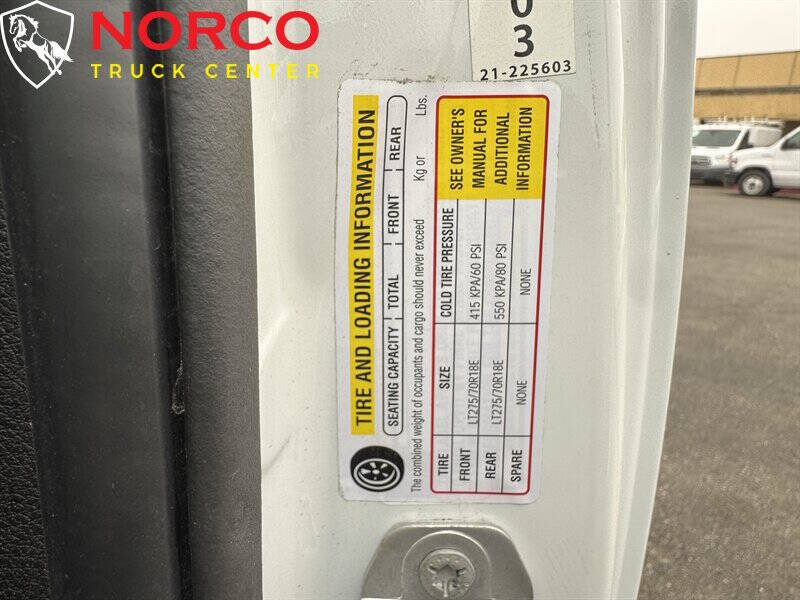 NORCO
TRUCK CENTER
3
21-225603
TIRE AND LOADING INFORMATION
SEATING CAPACITY TOTAL FRONT REAR
The combined weight of occupants and cargo should never exceed Kg or Lbs.
TIRE SIZE COLD TIRE PRESSURE
FRONT LT275/70R18E 415 KPA/60 PSI
REAR LT275/70R18E 550 KPA/80 PSI
SPARE NONE NONE
SEE OWNER'S
MANUAL FOR
ADDITIONAL
INFORMATION